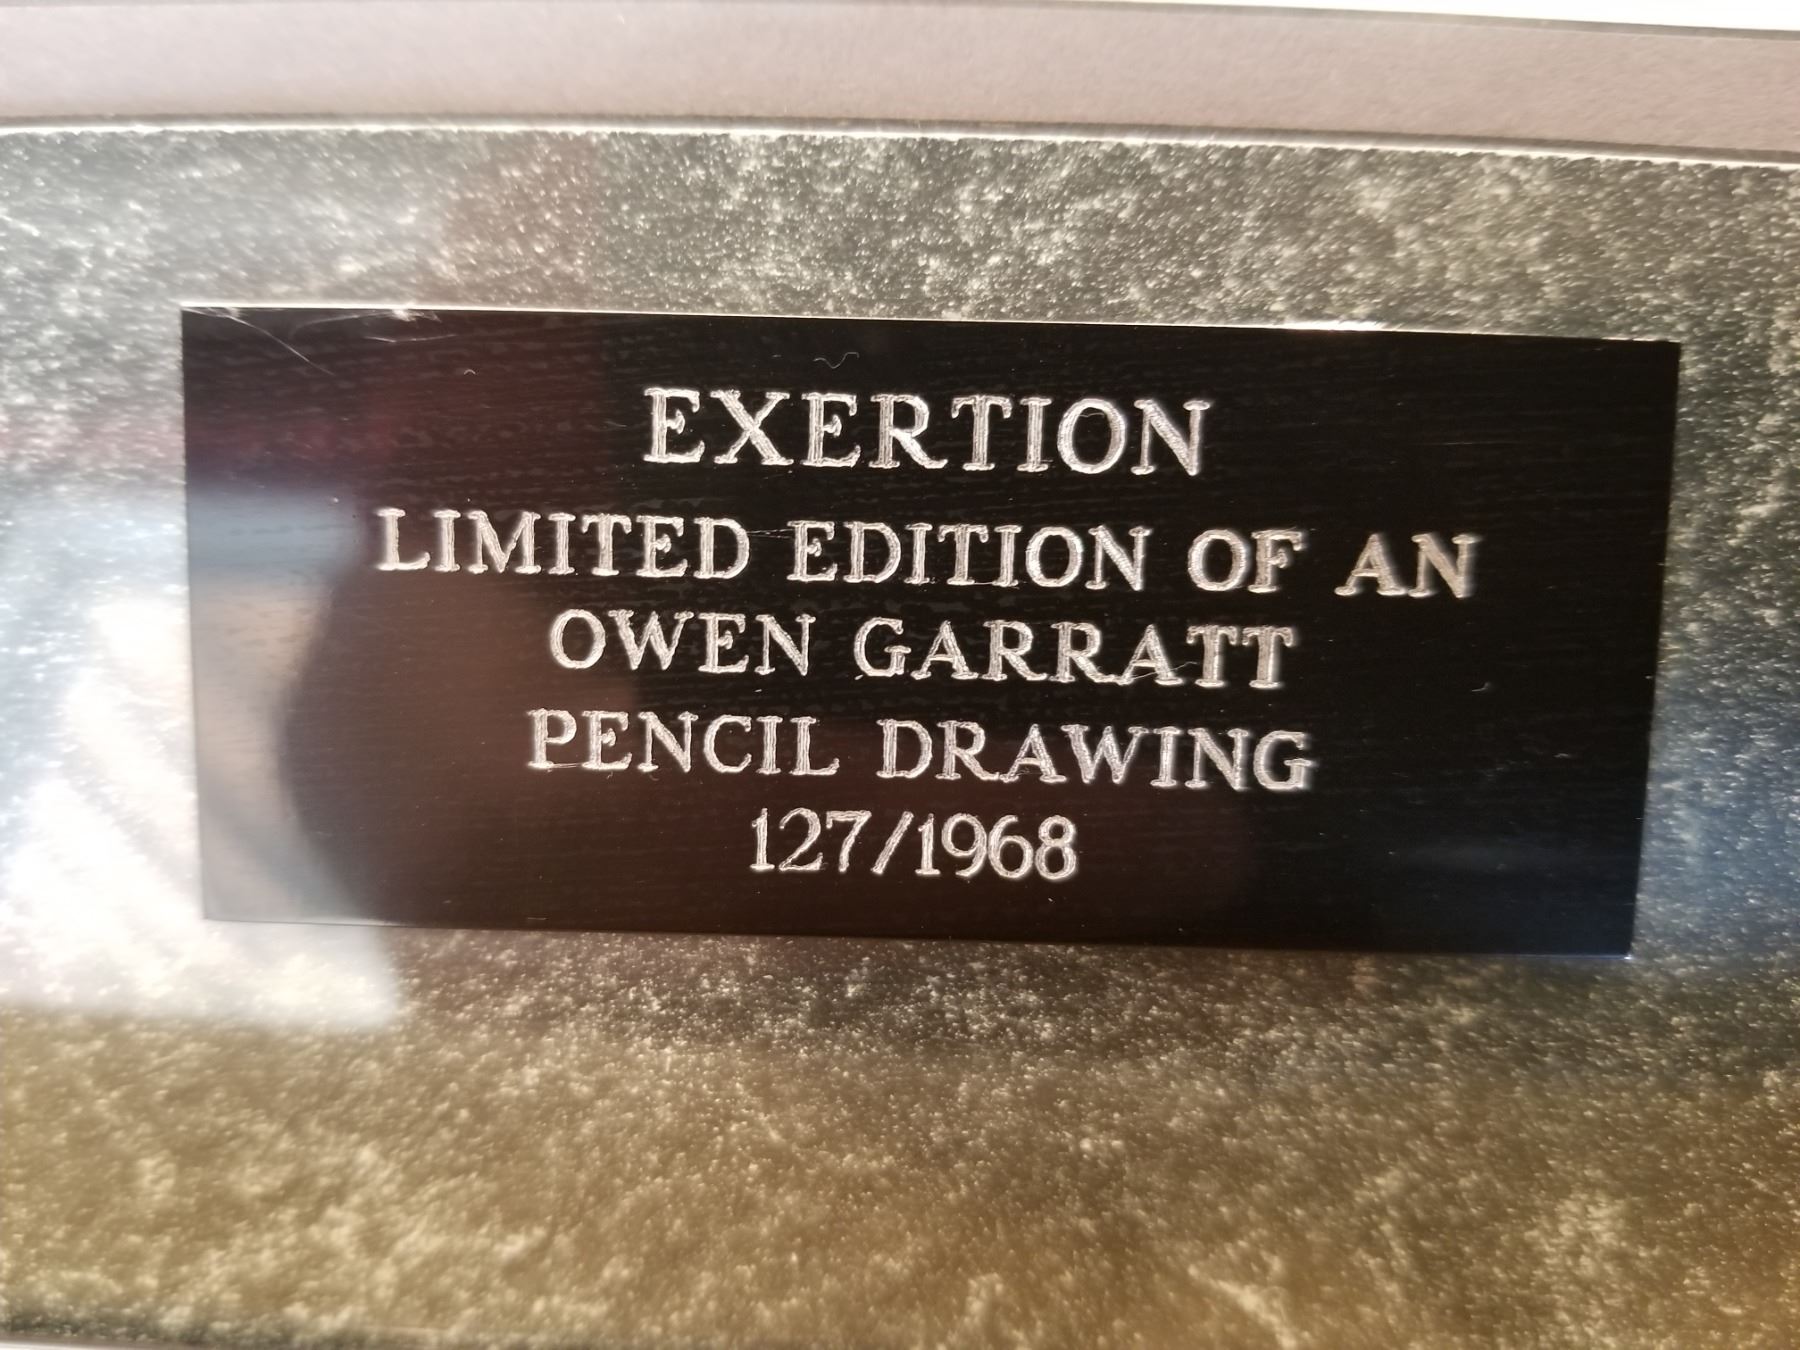 EXERTION
LIMITED EDITION OF AN
OWEN GARRATT
PENCIL DRAWING
127/1968